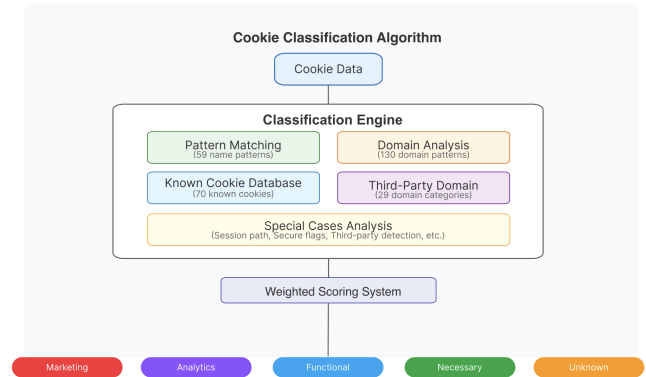 Cookie Classification Algorithm
Cookie Data
Classification Engine
Pattern Matching
(59 name patterns)
Domain Analysis
(130 domain patterns)
Known Cookie Database
(70 known cookies)
Third-Party Domain
(29 domain categories)
Special Cases Analysis
(Session path, Secure flags, Third-party detection, etc.)
Weighted Scoring System
Marketing
Analytics
Functional
Necessary
Unknown